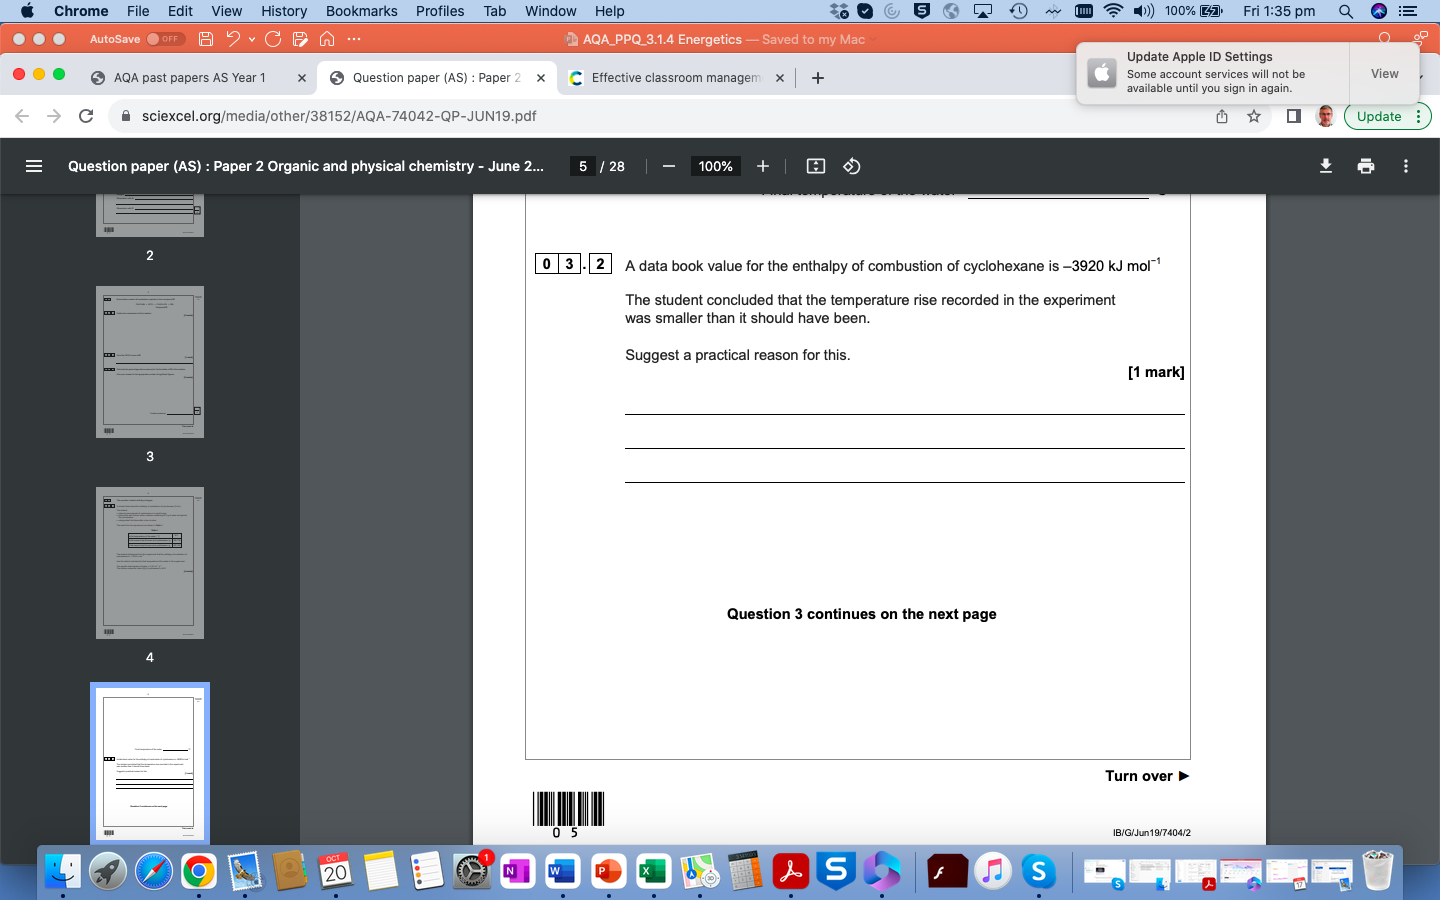 Chrome File Edit View History Bookmarks Profiles Tab Window Help 100% Fri 1:35 pm
AutoSave OFF AQA_PPQ_3.1.4 Energetics — Saved to my Mac
Update Apple ID Settings
Some account services will not be
available until you sign in again.
View
AQA past papers AS Year 1 Question paper (AS) : Paper 2 Effective classroom managem
sciexcel.org/media/other/38152/AQA-74042-QP-JUN19.pdf Update
Question paper (AS) : Paper 2 Organic and physical chemistry - June 2... 5 / 28 100%
2
3
4
03.2 A data book value for the enthalpy of combustion of cyclohexane is –3920 kJ mol⁻¹
The student concluded that the temperature rise recorded in the experiment
was smaller than it should have been.
Suggest a practical reason for this.
[1 mark]
Question 3 continues on the next page
Turn over ►
0 5
IB/G/Jun19/7404/2
OCT
20
1
17